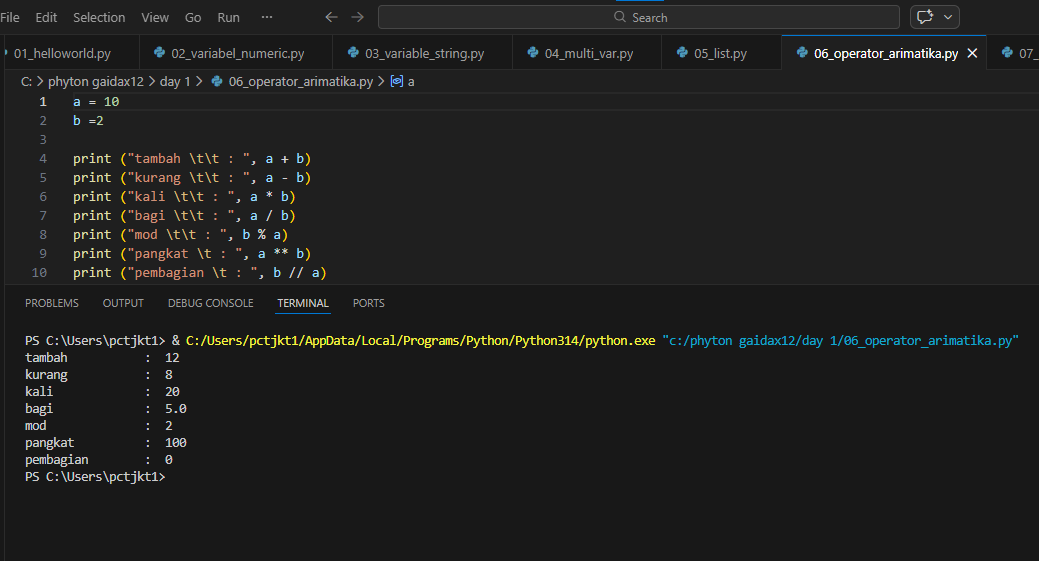 File Edit Selection View Go Run ··· Search
01_helloworld.py 02_variabel_numeric.py 03_variable_string.py 04_multi_var.py 05_list.py 06_operator_arimatika.py 07_
C: > phyton gaidax12 > day 1 > 06_operator_arimatika.py > a
1 a = 10
2 b =2
3
4 print ("tambah \t\t : ", a + b)
5 print ("kurang \t\t : ", a - b)
6 print ("kali \t\t : ", a * b)
7 print ("bagi \t\t : ", a / b)
8 print ("mod \t\t : ", b % a)
9 print ("pangkat \t : ", a ** b)
10 print ("pembagian \t : ", b // a)
PROBLEMS OUTPUT DEBUG CONSOLE TERMINAL PORTS
PS C:\Users\pctjkt1> & C:/Users/pctjkt1/AppData/Local/Programs/Python/Python314/python.exe "c:/phyton gaidax12/day 1/06_operator_arimatika.py"
tambah : 12
kurang : 8
kali : 20
bagi : 5.0
mod : 2
pangkat : 100
pembagian : 0
PS C:\Users\pctjkt1>